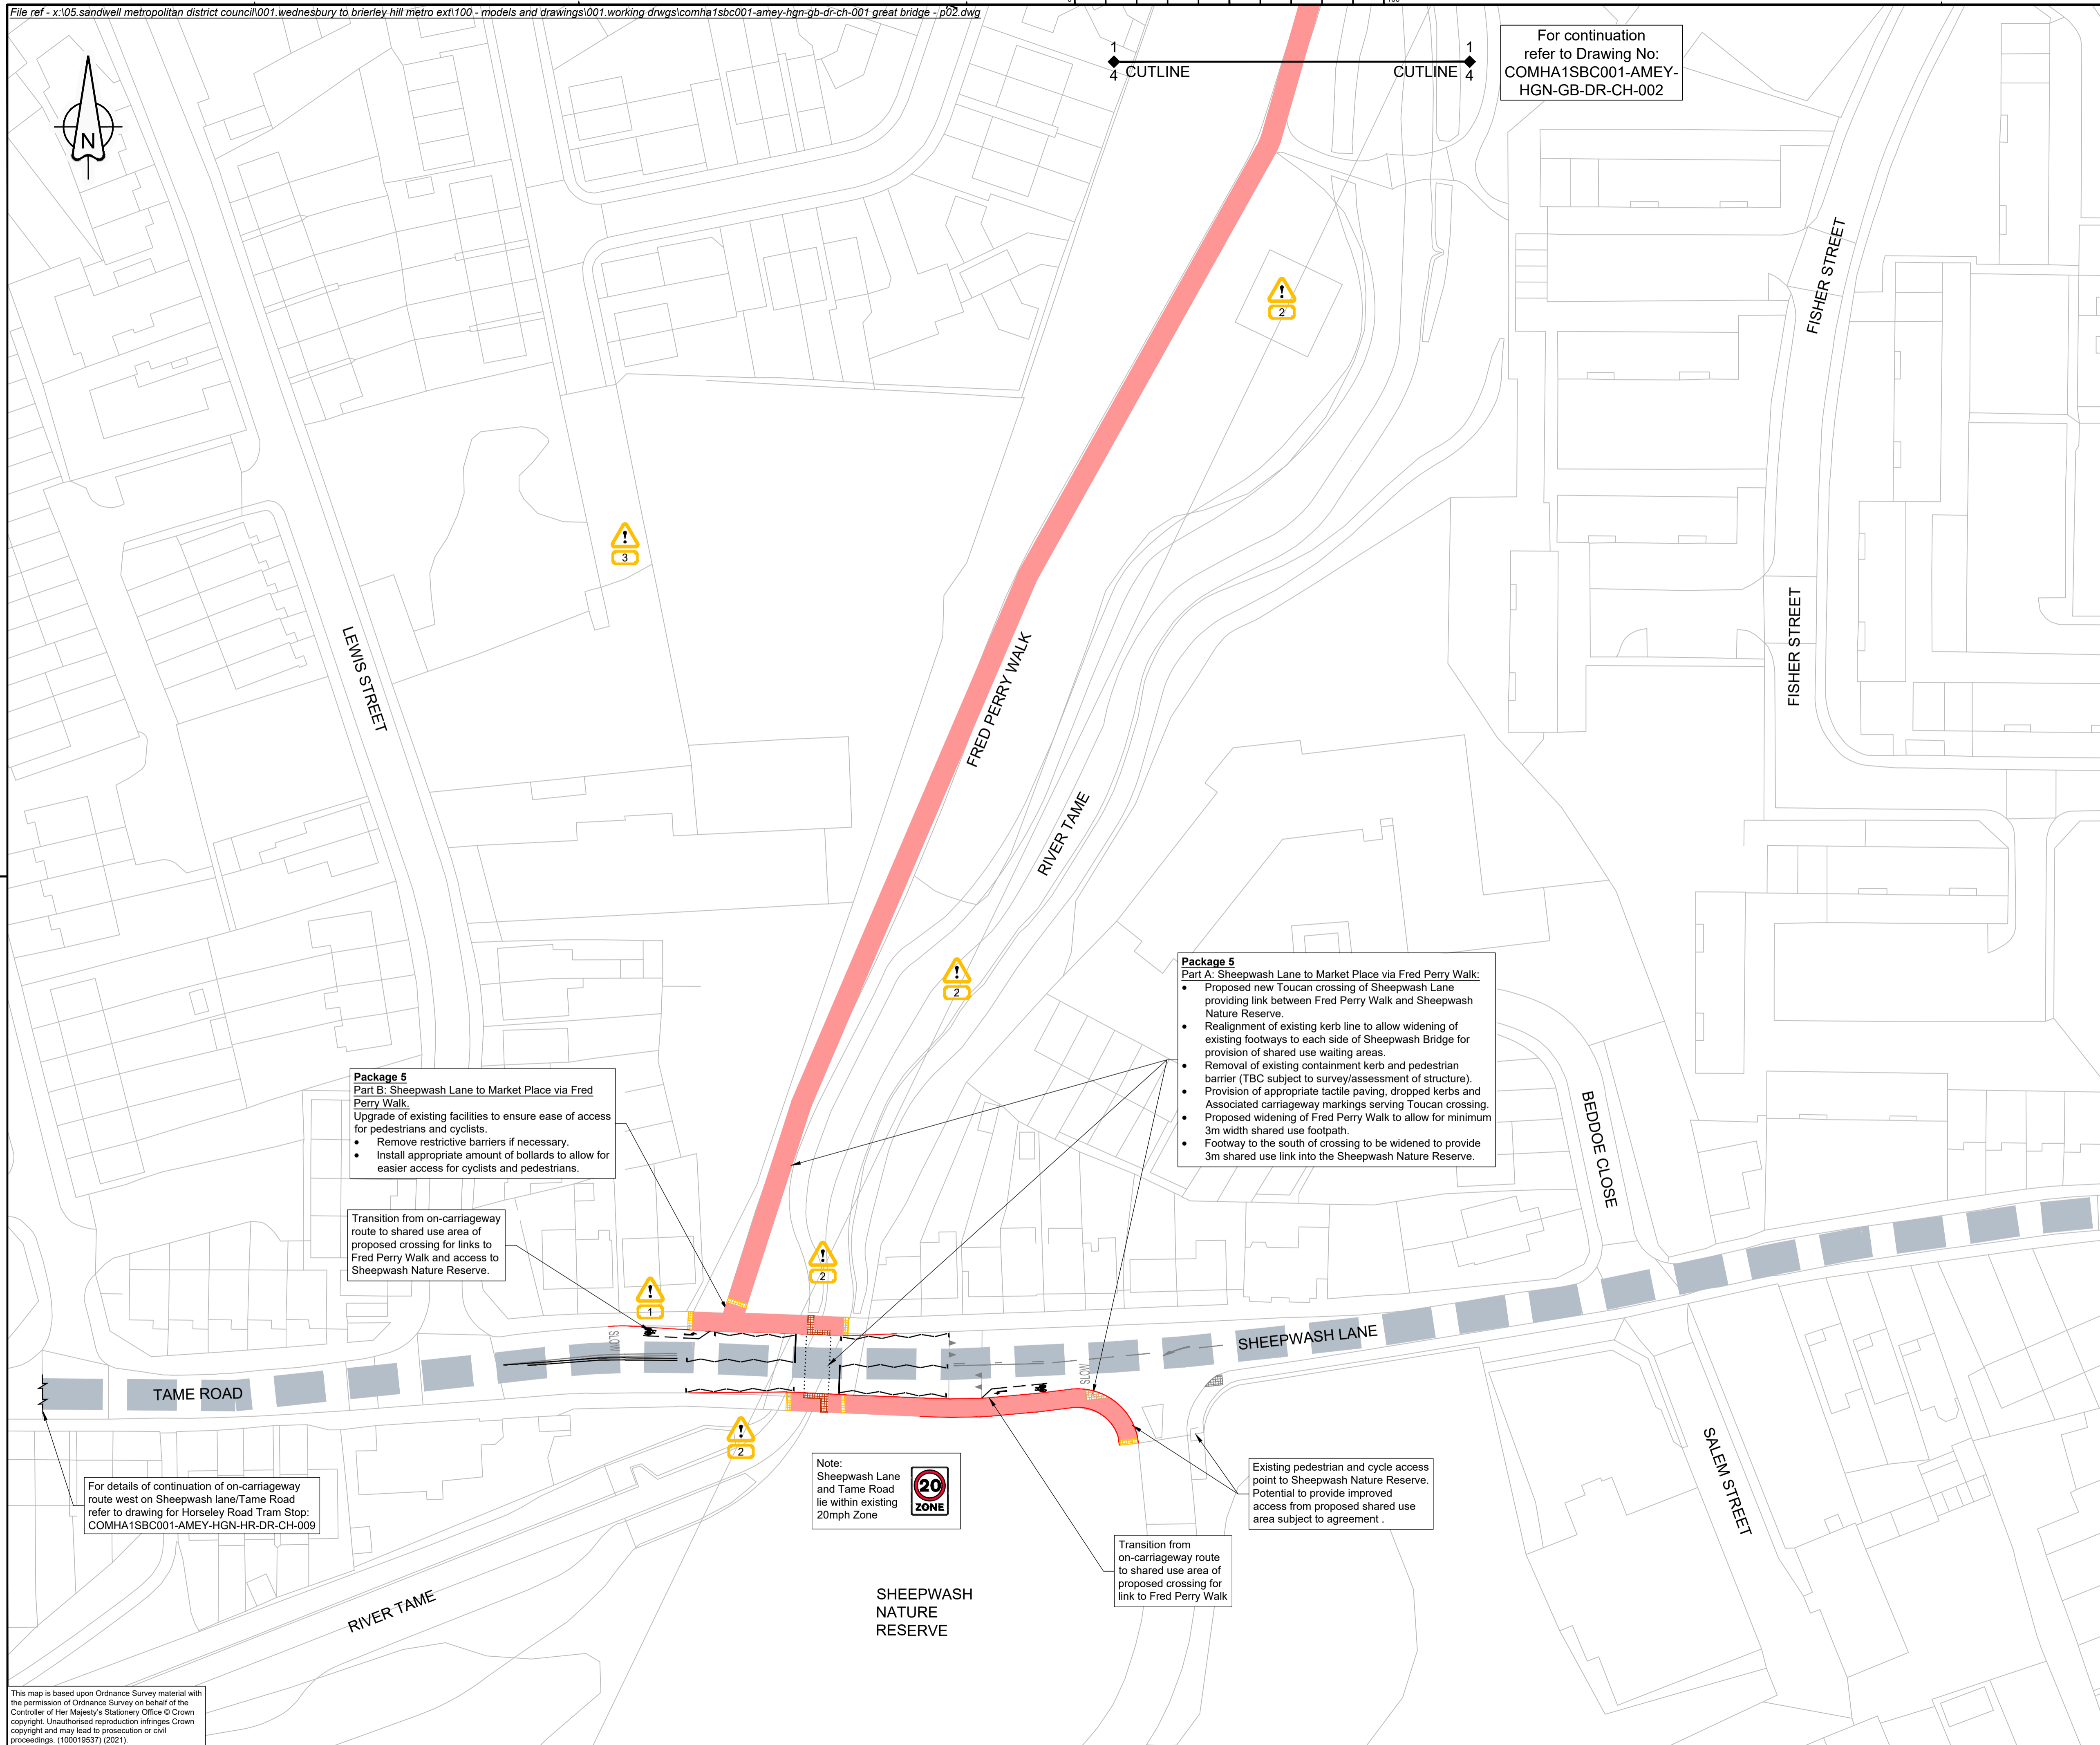 File ref - x:\05.sandwell metropolitan district council\001.wednesbury to brierley hill metro ext\100 - models and drawings\001.working drwgs\comha1sbc001-amey-hgn-gb-dr-ch-001 great bridge - p02.dwg
1
1
4 CUTLINE
CUTLINE 4
For continuation
refer to Drawing No:
COMHA1SBC001-AMEY-
HGN-GB-DR-CH-002
N
FISHER STREET
2
3
FISHER STREET
LEWIS STREET
FRED PERRY WALK
RIVER TAME
2
Package 5
Part A: Sheepwash Lane to Market Place via Fred Perry Walk:
• Proposed new Toucan crossing of Sheepwash Lane
providing link between Fred Perry Walk and Sheepwash
Nature Reserve.
• Realignment of existing kerb line to allow widening of
existing footways to each side of Sheepwash Bridge for
provision of shared use waiting areas.
• Removal of existing containment kerb and pedestrian
barrier (TBC subject to survey/assessment of structure).
• Provision of appropriate tactile paving, dropped kerbs and
Associated carriageway markings serving Toucan crossing.
• Proposed widening of Fred Perry Walk to allow for minimum
3m width shared use footpath.
• Footway to the south of crossing to be widened to provide
3m shared use link into the Sheepwash Nature Reserve.
Package 5
Part B: Sheepwash Lane to Market Place via Fred
Perry Walk.
Upgrade of existing facilities to ensure ease of access
for pedestrians and cyclists.
• Remove restrictive barriers if necessary.
• Install appropriate amount of bollards to allow for
easier access for cyclists and pedestrians.
BEDDOE CLOSE
Transition from on-carriageway
route to shared use area of
proposed crossing for links to
Fred Perry Walk and access to
Sheepwash Nature Reserve.
2
1
SLOW
SHEEPWASH LANE
SLOW
TAME ROAD
2
SALEM STREET
Note:
Sheepwash Lane
and Tame Road
lie within existing
20mph Zone
20
ZONE
Existing pedestrian and cycle access
point to Sheepwash Nature Reserve.
Potential to provide improved
access from proposed shared use
area subject to agreement .
For details of continuation of on-carriageway
route west on Sheepwash lane/Tame Road
refer to drawing for Horseley Road Tram Stop:
COMHA1SBC001-AMEY-HGN-HR-DR-CH-009
Transition from
on-carriageway route
to shared use area of
proposed crossing for
link to Fred Perry Walk
RIVER TAME
SHEEPWASH
NATURE
RESERVE
This map is based upon Ordnance Survey material with
the permission of Ordnance Survey on behalf of the
Controller of Her Majesty's Stationery Office © Crown
copyright. Unauthorised reproduction infringes Crown
copyright and may lead to prosecution or civil
proceedings. (100019537) (2021).